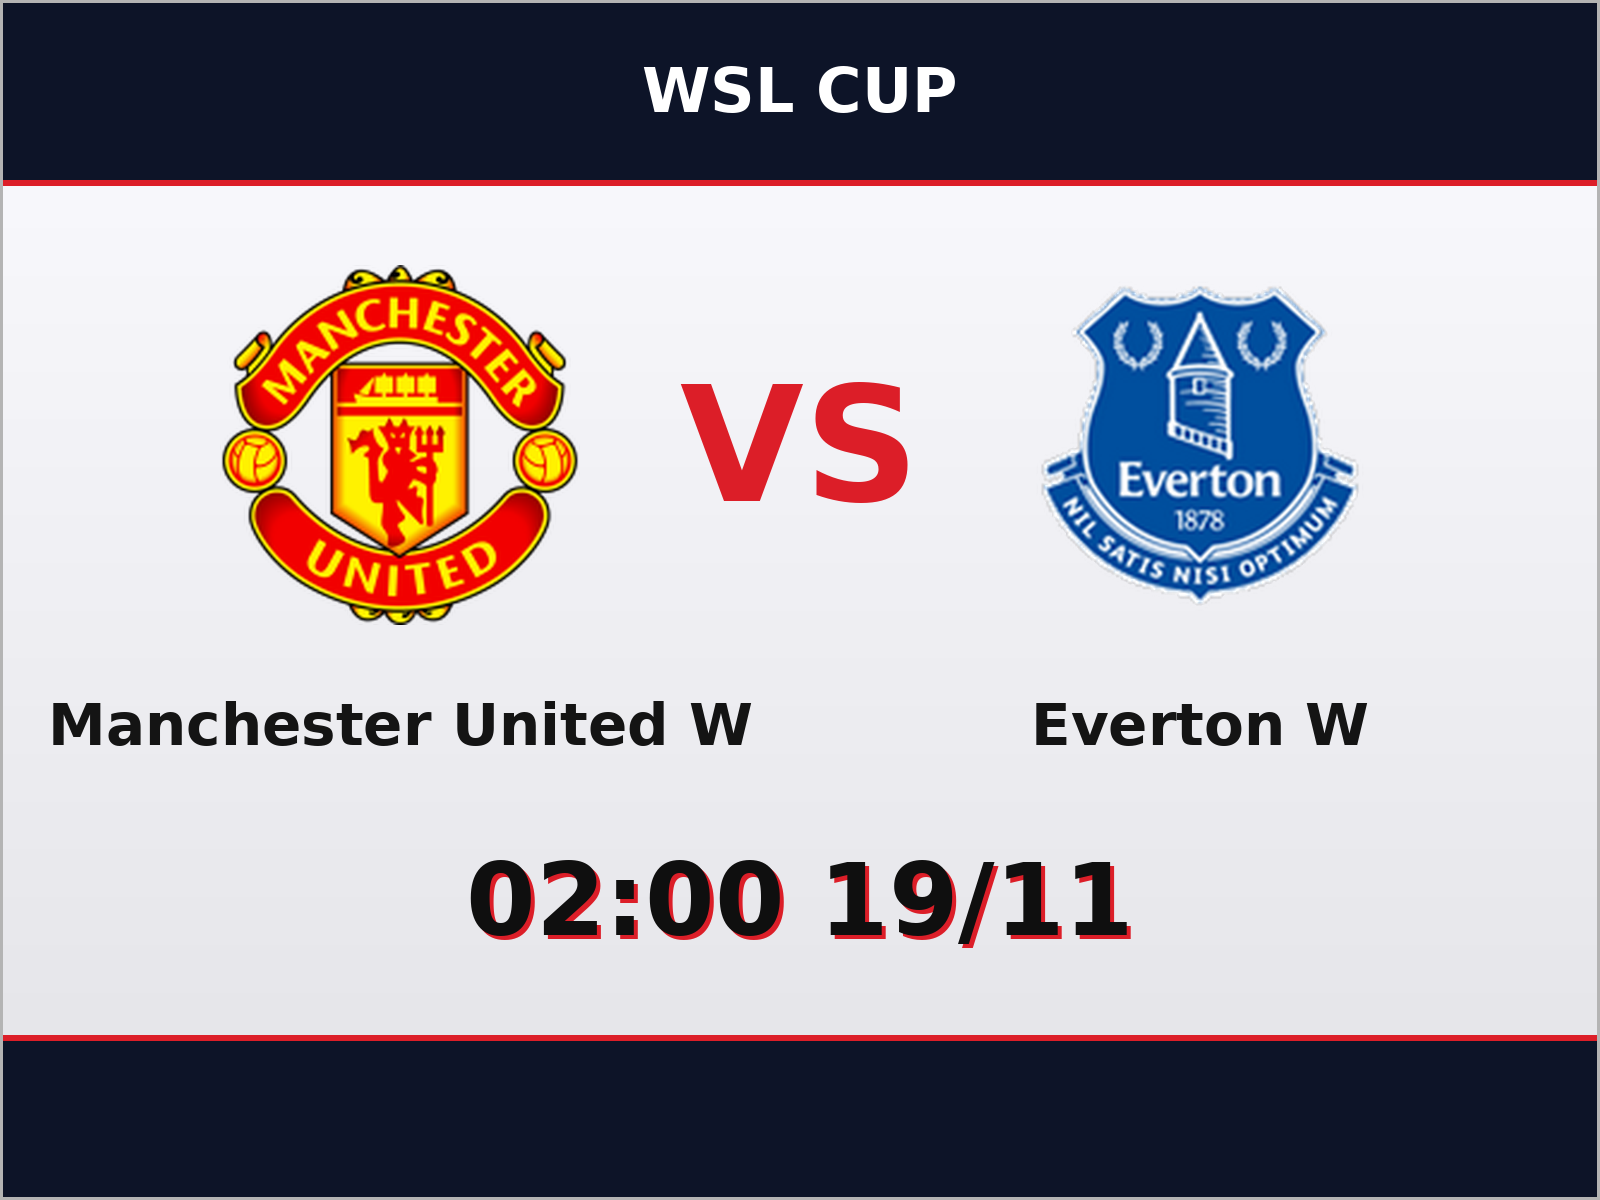 WSL CUP
MANCHESTER
UNITED
VS
Everton
1878
NIL SATIS NISI OPTIMUM
Manchester United W
Everton W
02:00 19/11